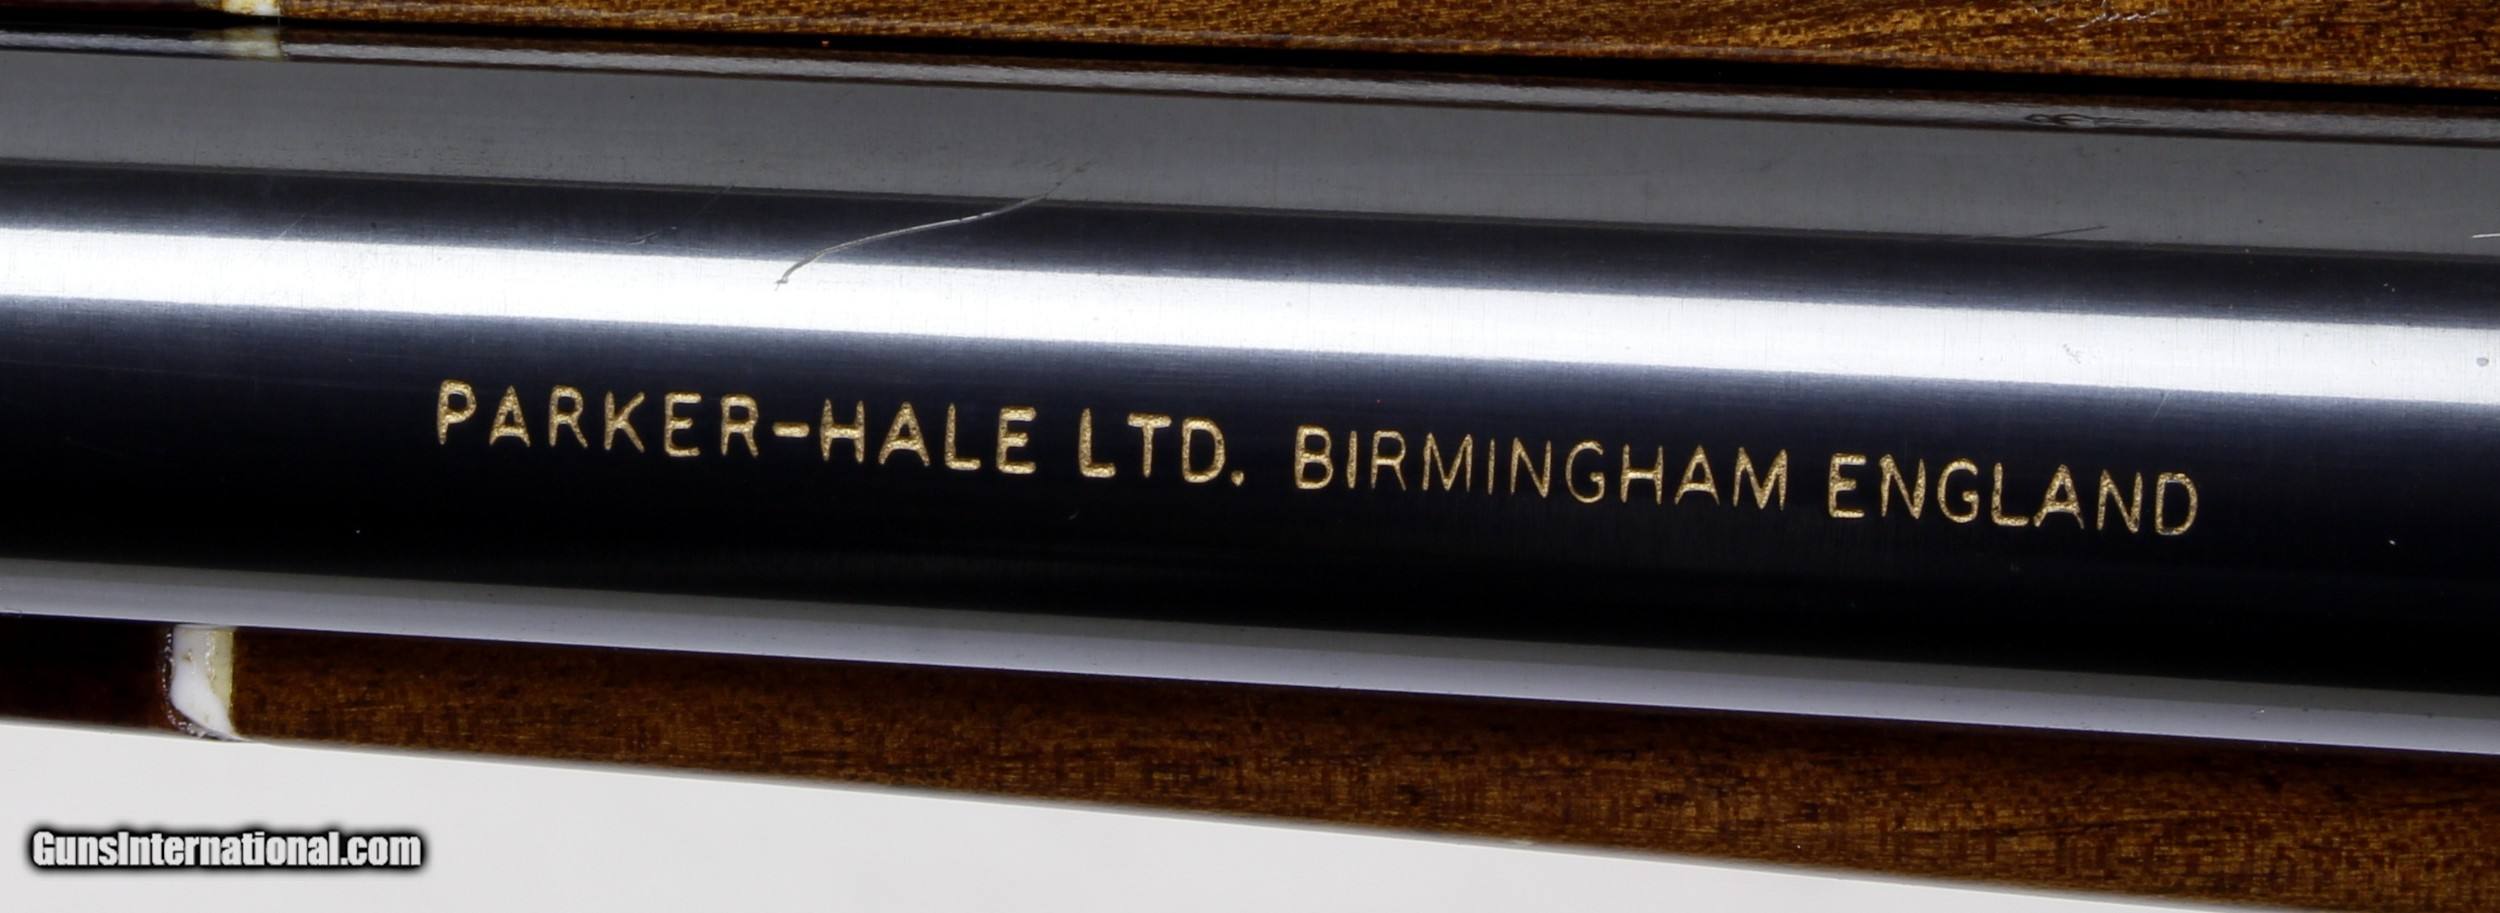 PARKER-HALE LTD. BIRMINGHAM ENGLAND
GunsInternational.com